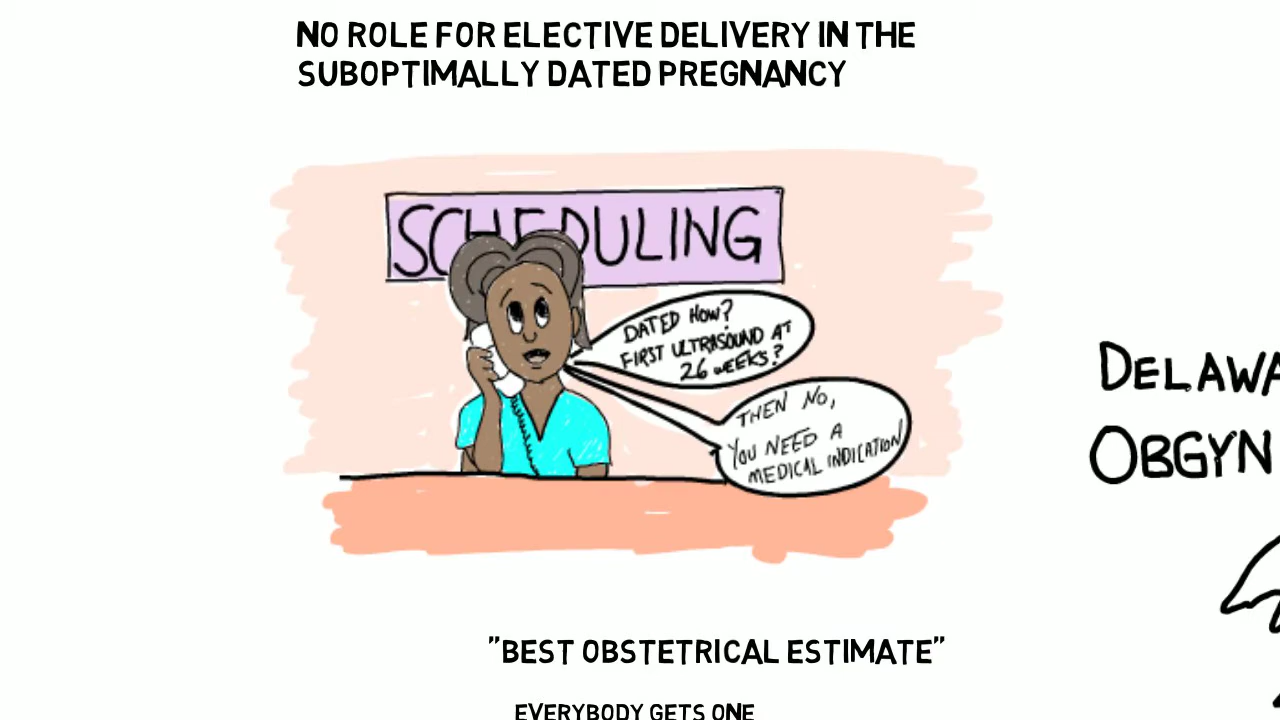 NO ROLE FOR ELECTIVE DELIVERY IN THE
SUBOPTIMALLY DATED PREGNANCY
SCHEDULING
DATED HOW?
FIRST ULTRASOUND AT
26 WEEKS?
THEN NO,
YOU NEED A
MEDICAL INDICATION
DELAWA
OBGYN
"BEST OBSTETRICAL ESTIMATE"
EVERYBODY GETS ONE